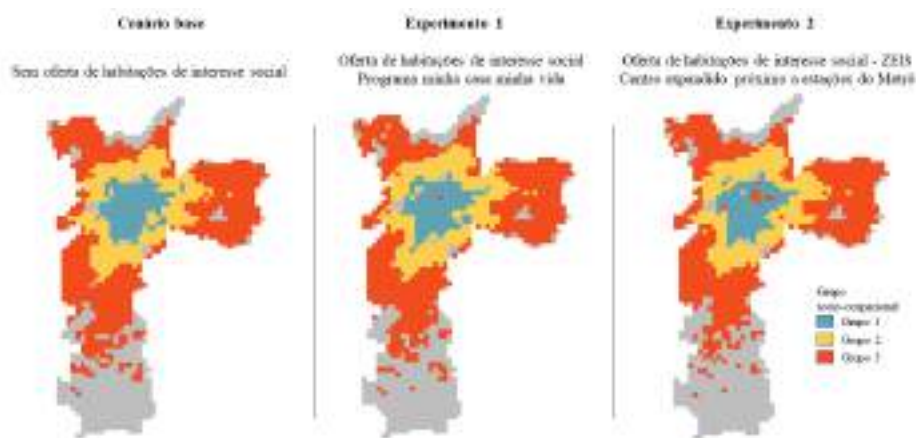 Cenário base
Sem oferta de habitações de interesse social
Experimento 1
Oferta de habitações de interesse social
Programa minha casa minha vida
Experimento 2
Oferta de habitações de interesse social - ZEIS
Centro expandido próximo a estações do Metrô
Grupo
socio-ocupacional
Grupo 1
Grupo 2
Grupo 3